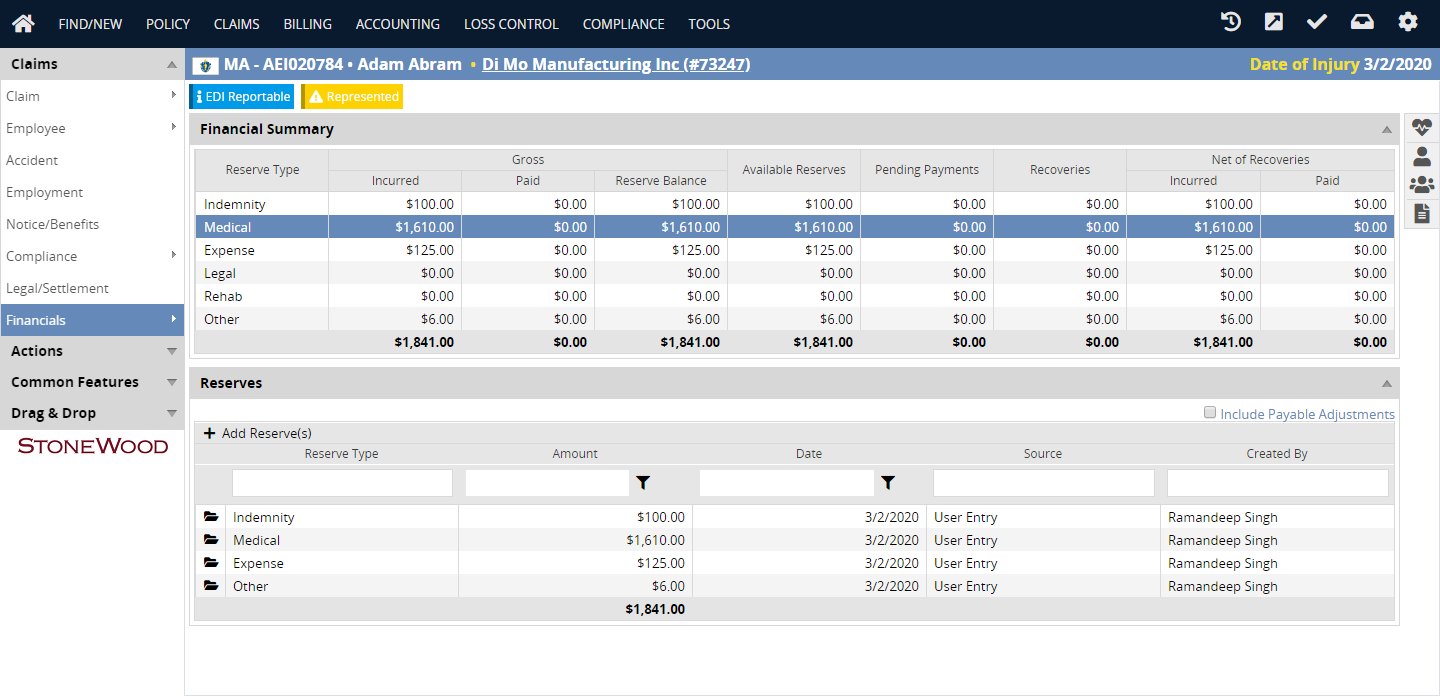 FIND/NEW POLICY CLAIMS BILLING ACCOUNTING LOSS CONTROL COMPLIANCE TOOLS
Claims
Claim
Employee
Accident
Employment
Notice/Benefits
Compliance
Legal/Settlement
Financials
Actions
Common Features
Drag & Drop
STONEWOOD
MA - AEI020784 • Adam Abram • Di Mo Manufacturing Inc (#73247) Date of Injury 3/2/2020
EDI Reportable Represented
Financial Summary
Reserve Type Gross Available Reserves Pending Payments Recoveries Net of Recoveries
Incurred Paid Reserve Balance Incurred Paid
Indemnity $100.00 $0.00 $100.00 $100.00 $0.00 $0.00 $100.00 $0.00
Medical $1,610.00 $0.00 $1,610.00 $1,610.00 $0.00 $0.00 $1,610.00 $0.00
Expense $125.00 $0.00 $125.00 $125.00 $0.00 $0.00 $125.00 $0.00
Legal $0.00 $0.00 $0.00 $0.00 $0.00 $0.00 $0.00 $0.00
Rehab $0.00 $0.00 $0.00 $0.00 $0.00 $0.00 $0.00 $0.00
Other $6.00 $0.00 $6.00 $6.00 $0.00 $0.00 $6.00 $0.00
$1,841.00 $0.00 $1,841.00 $1,841.00 $0.00 $0.00 $1,841.00 $0.00
Reserves
Include Payable Adjustments
Add Reserve(s)
Reserve Type Amount Date Source Created By
Indemnity $100.00 3/2/2020 User Entry Ramandeep Singh
Medical $1,610.00 3/2/2020 User Entry Ramandeep Singh
Expense $125.00 3/2/2020 User Entry Ramandeep Singh
Other $6.00 3/2/2020 User Entry Ramandeep Singh
$1,841.00